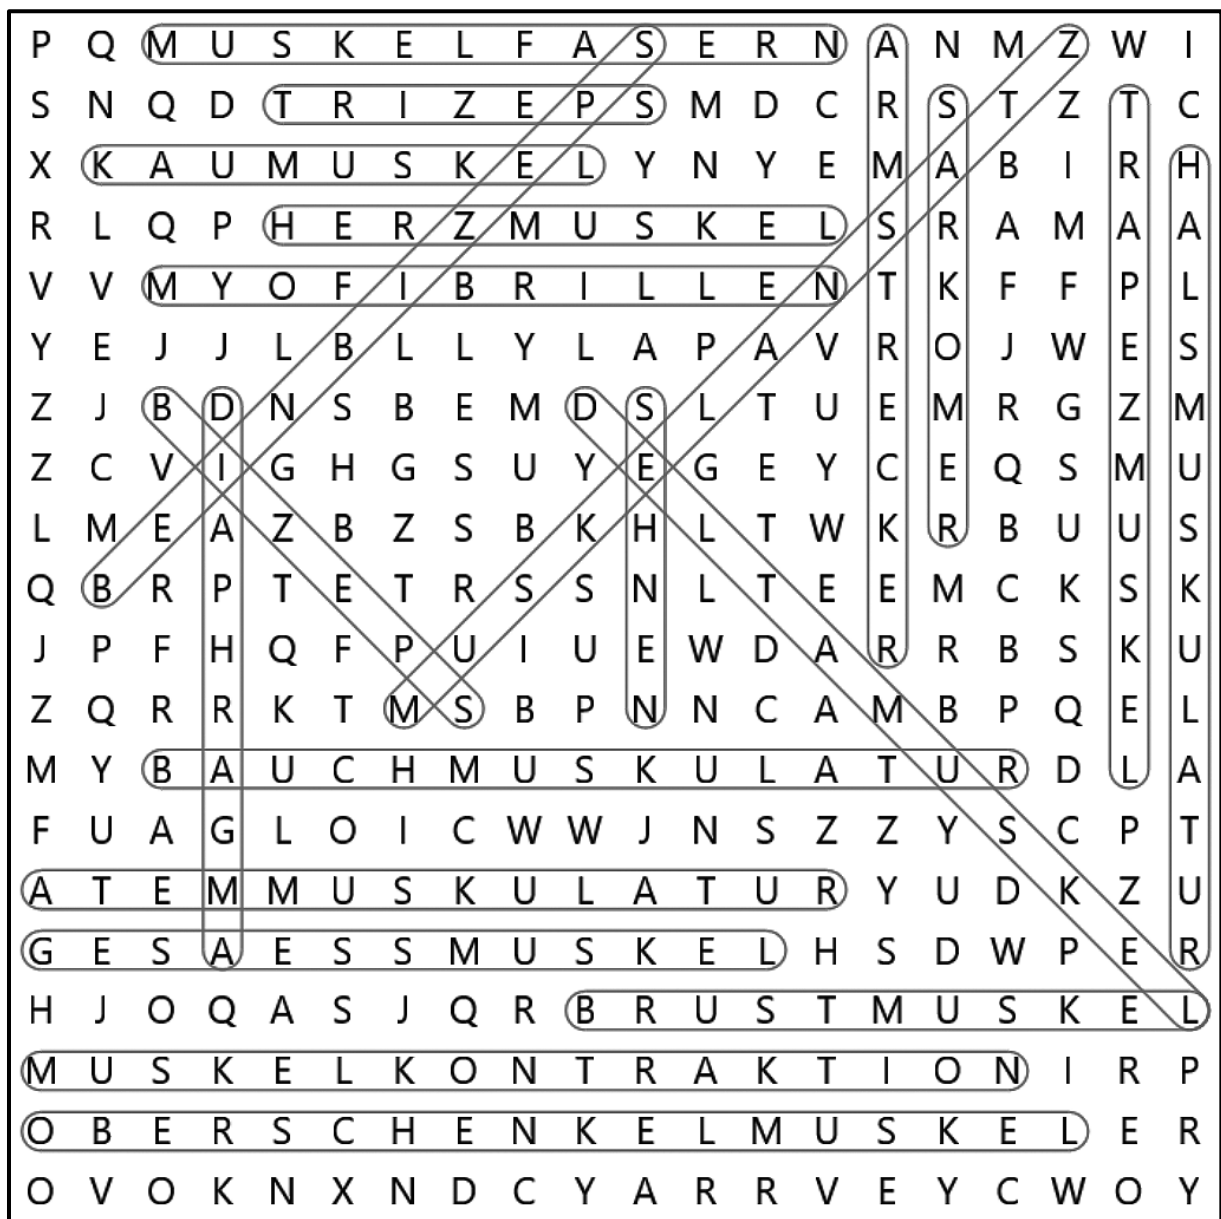 P Q M U S K E L F A S E R N A N M Z W I
S N Q D T R I Z E P S M D C R S T Z T C
X K A U M U S K E L Y N Y E M A B I R H
R L Q P H E R Z M U S K E L S R A M A A
V V M Y O F I B R I L L E N T K F F P L
Y E J J L B L L Y L A P A V R O J W E S
Z J B D N S B E M D S L T U E M R G Z M
Z C V I G H G S U Y E G E Y C E Q S M U
L M E A Z B Z S B K H L T W K R B U U S
Q B R P T E T R S S N L T E E M C K S K
J P F H Q F P U I U E W D A R R B S K U
Z Q R R K T M S B P N N C A M B P Q E L
M Y B A U C H M U S K U L A T U R D L A
F U A G L O I C W W J N S Z Z Y S C P T
A T E M M U S K U L A T U R Y U D K Z U
G E S A E S S M U S K E L H S D W P E R
H J O Q A S J Q R B R U S T M U S K E L
M U S K E L K O N T R A K T I O N I R P
O B E R S C H E N K E L M U S K E L E R
O V O K N X N D C Y A R R V E Y C W O Y